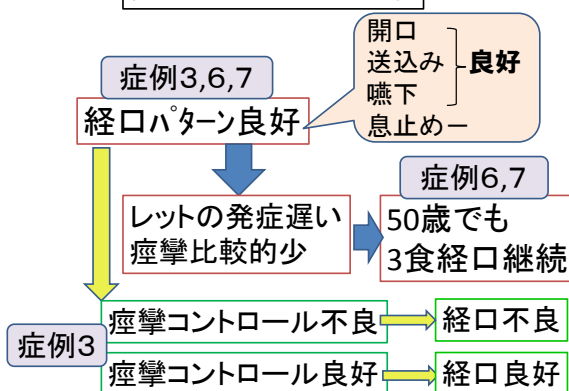 開口
送込み
嚥下
良好
息止めー
症例3,6,7
経口パターン良好
症例6,7
レットの発症遅い
痙攣比較的少
50歳でも
3食経口継続
症例3
痙攣コントロール不良
経口不良
痙攣コントロール良好
経口良好